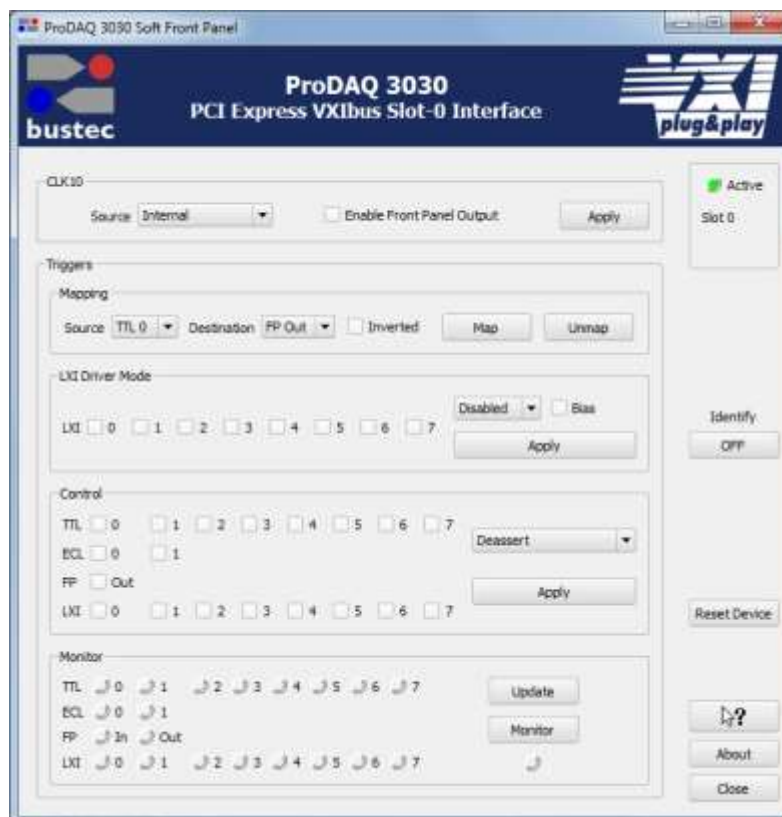 ProDAQ 3030 Soft Front Panel
bustec
ProDAQ 3030
PCI Express VXIbus Slot-0 Interface
VXI
plug&play
CLK10
Source Internal Enable Front Panel Output Apply
Active
Slot 0
Triggers
Mapping
Source TTL 0 Destination FP Out Inverted Map Unmap
LXI Driver Mode
LXI 0 1 2 3 4 5 6 7
Disabled Bias
Apply
Identify
OFF
Control
TTL 0 1 2 3 4 5 6 7
ECL 0 1
FP Out
LXI 0 1 2 3 4 5 6 7
Deassert
Apply
Reset Device
Monitor
TTL 0 1 2 3 4 5 6 7
ECL 0 1
FP In Out
LXI 0 1 2 3 4 5 6 7
Update
Monitor
?
About
Close